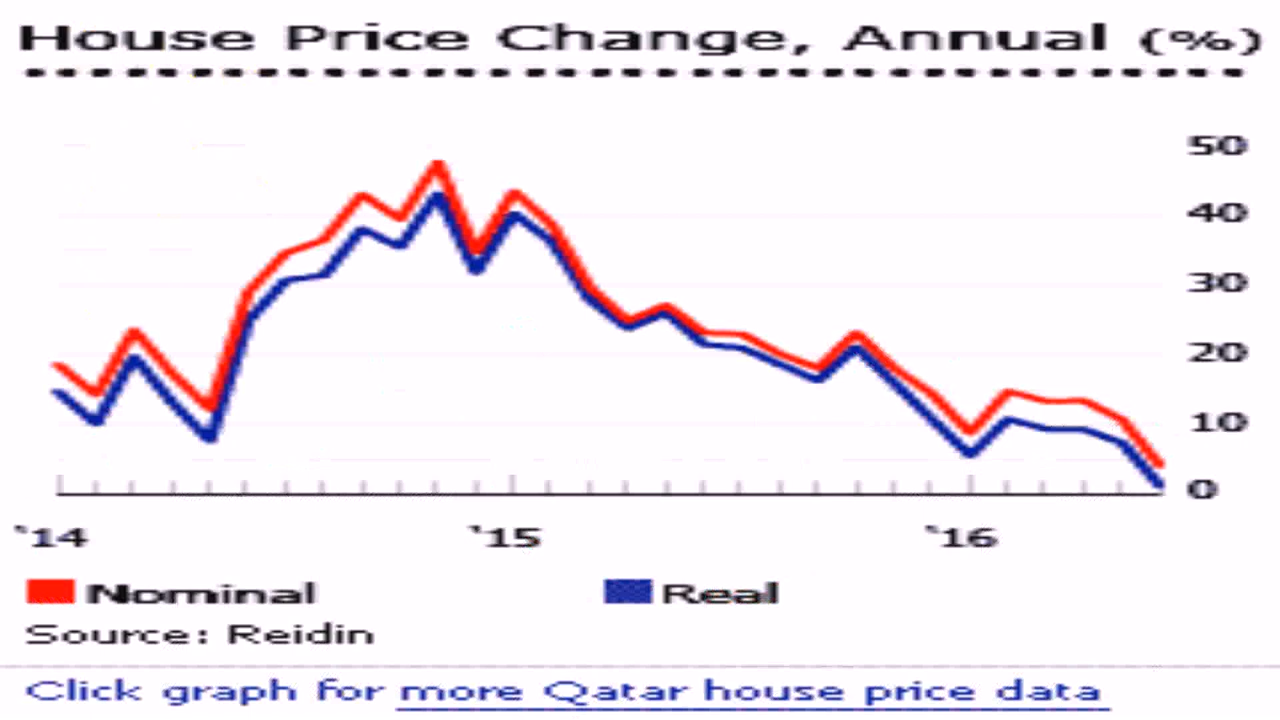 House Price Change, Annual (%)
50
40
30
20
10
0
‘14 ‘15 ‘16
Nominal Real
Source: Reidin
Click graph for more Qatar house price data